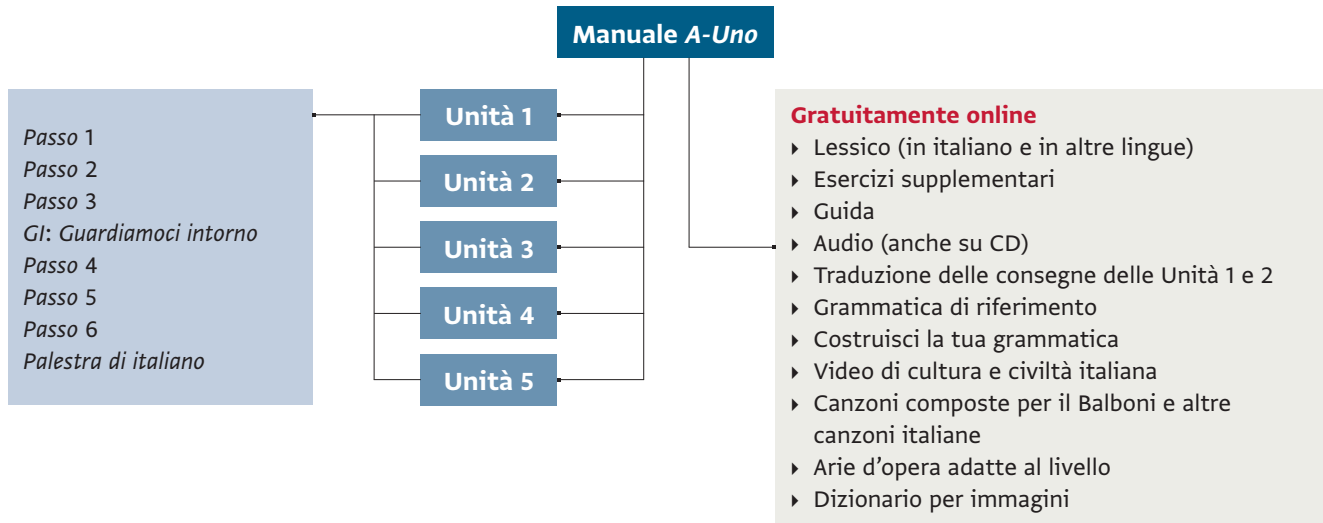 Manuale A-Uno
Passo 1
Passo 2
Passo 3
GI: Guardiamoci intorno
Passo 4
Passo 5
Passo 6
Palestra di italiano
Unità 1
Unità 2
Unità 3
Unità 4
Unità 5
Gratuitamente online
‣ Lessico (in italiano e in altre lingue)
‣ Esercizi supplementari
‣ Guida
‣ Audio (anche su CD)
‣ Traduzione delle consegne delle Unità 1 e 2
‣ Grammatica di riferimento
‣ Costruisci la tua grammatica
‣ Video di cultura e civiltà italiana
‣ Canzoni composte per il Balboni e altre
canzoni italiane
‣ Arie d'opera adatte al livello
‣ Dizionario per immagini